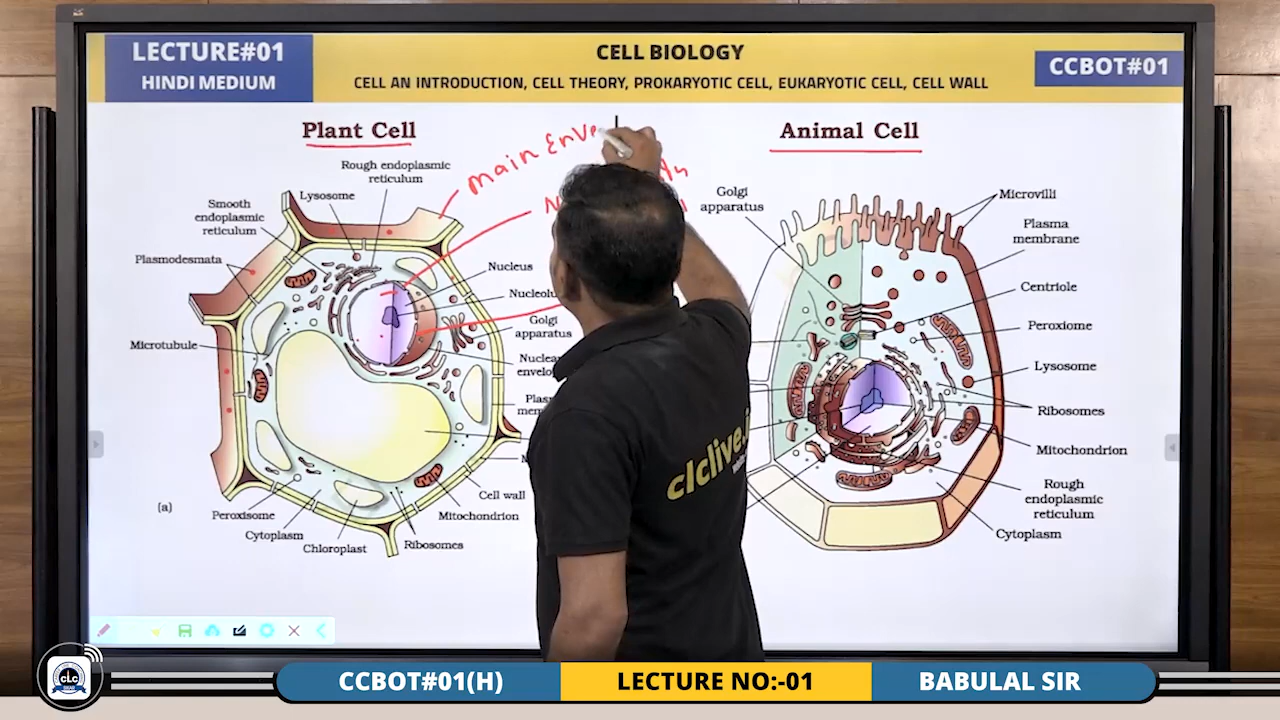 LECTURE#01
HINDI MEDIUM
CELL BIOLOGY
CELL AN INTRODUCTION, CELL THEORY, PROKARYOTIC CELL, EUKARYOTIC CELL, CELL WALL
CCBOT#01
Plant Cell
Rough endoplasmic
reticulum
Lysosome
Smooth
endoplasmic
reticulum
Plasmodesmata
Microtubule
Nucleus
Golgi
apparatus
Cell wall
Mitochondrion
Ribosomes
Chloroplast
Cytoplasm
Peroxisome
(a)
main Enve
Animal Cell
Golgi
apparatus
Microvilli
Plasma
membrane
Centriole
Peroxiome
Lysosome
Ribosomes
Mitochondrion
Rough
endoplasmic
reticulum
Cytoplasm
clclive.
CLC
SIKAR
CCBOT#01(H)
LECTURE NO:-01
BABULAL SIR